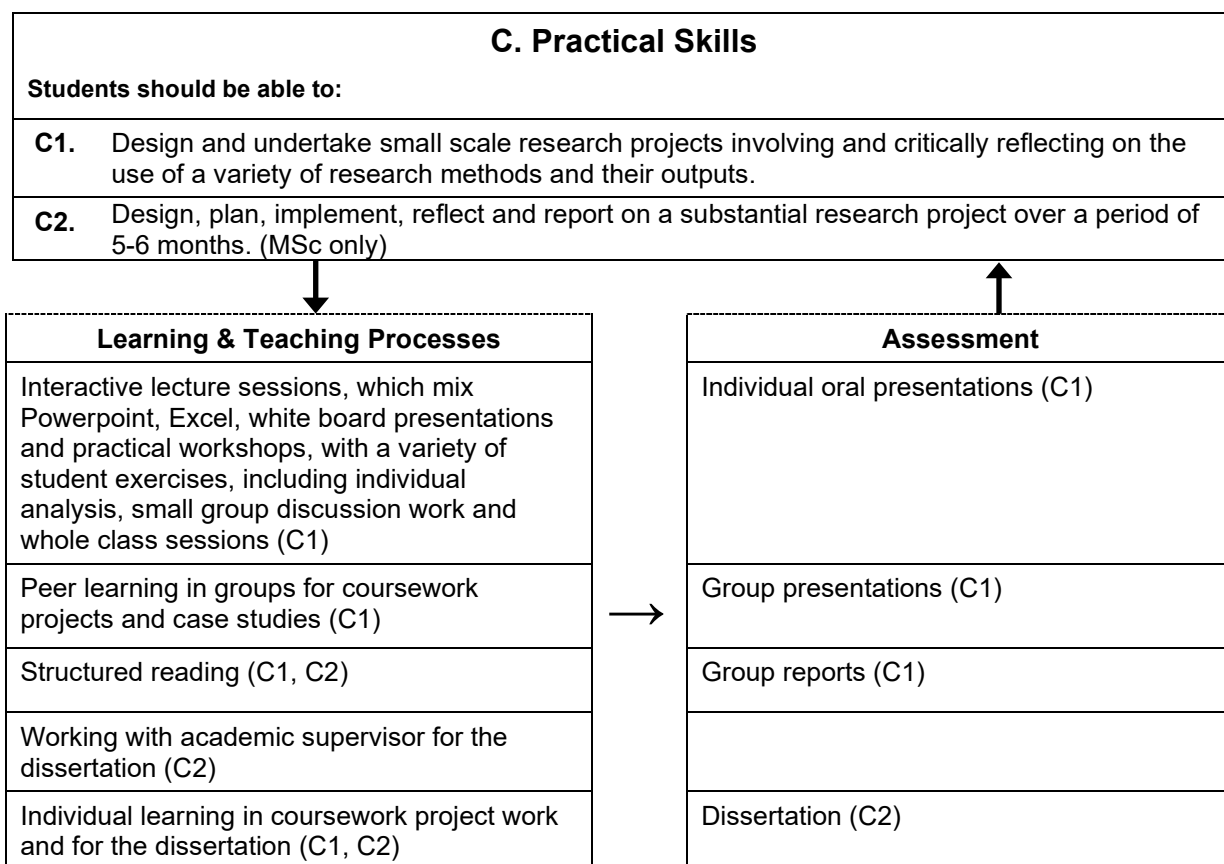 C. Practical Skills
Students should be able to:
C1. Design and undertake small scale research projects involving and critically reflecting on the
use of a variety of research methods and their outputs.
C2. Design, plan, implement, reflect and report on a substantial research project over a period of
5-6 months. (MSc only)
Learning & Teaching Processes
Interactive lecture sessions, which mix
Powerpoint, Excel, white board presentations
and practical workshops, with a variety of
student exercises, including individual
analysis, small group discussion work and
whole class sessions (C1)
Peer learning in groups for coursework
projects and case studies (C1)
Structured reading (C1, C2)
Working with academic supervisor for the
dissertation (C2)
Individual learning in coursework project work
and for the dissertation (C1, C2)
Assessment
Individual oral presentations (C1)
Group presentations (C1)
Group reports (C1)
Dissertation (C2)